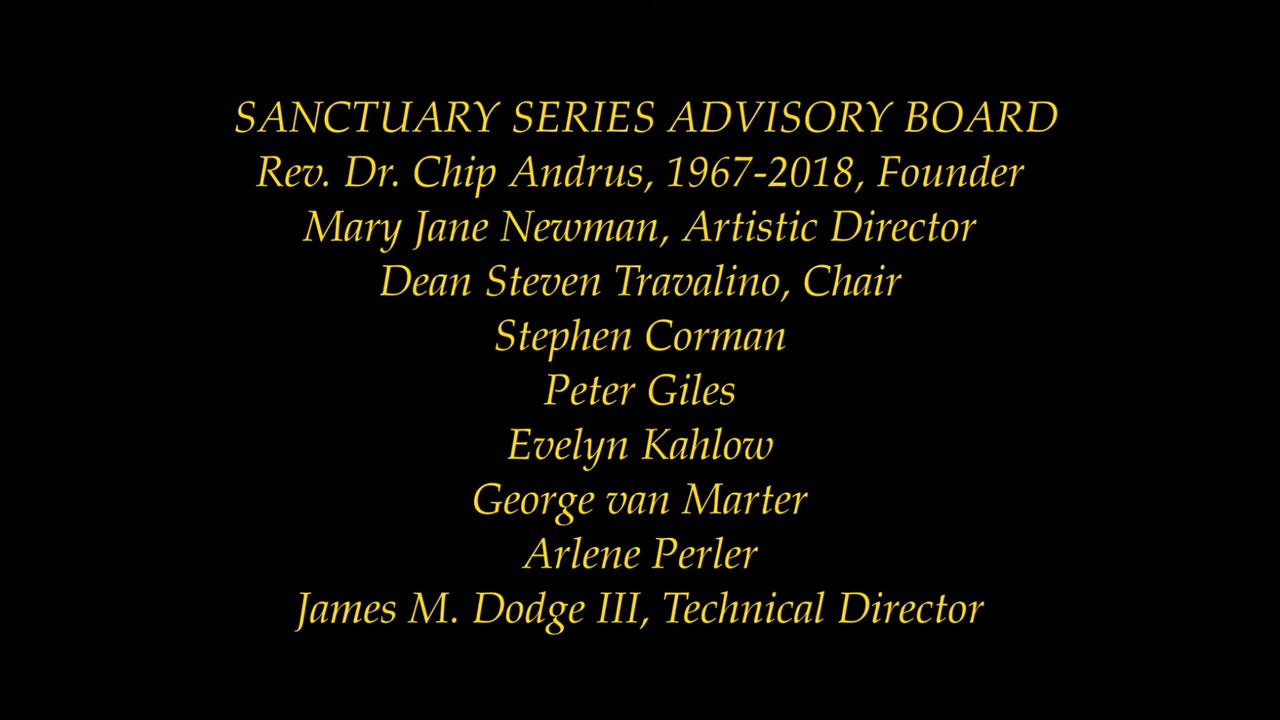 SANCTUARY SERIES ADVISORY BOARD
Rev. Dr. Chip Andrus, 1967-2018, Founder
Mary Jane Newman, Artistic Director
Dean Steven Travalino, Chair
Stephen Corman
Peter Giles
Evelyn Kahlow
George van Marter
Arlene Perler
James M. Dodge III, Technical Director